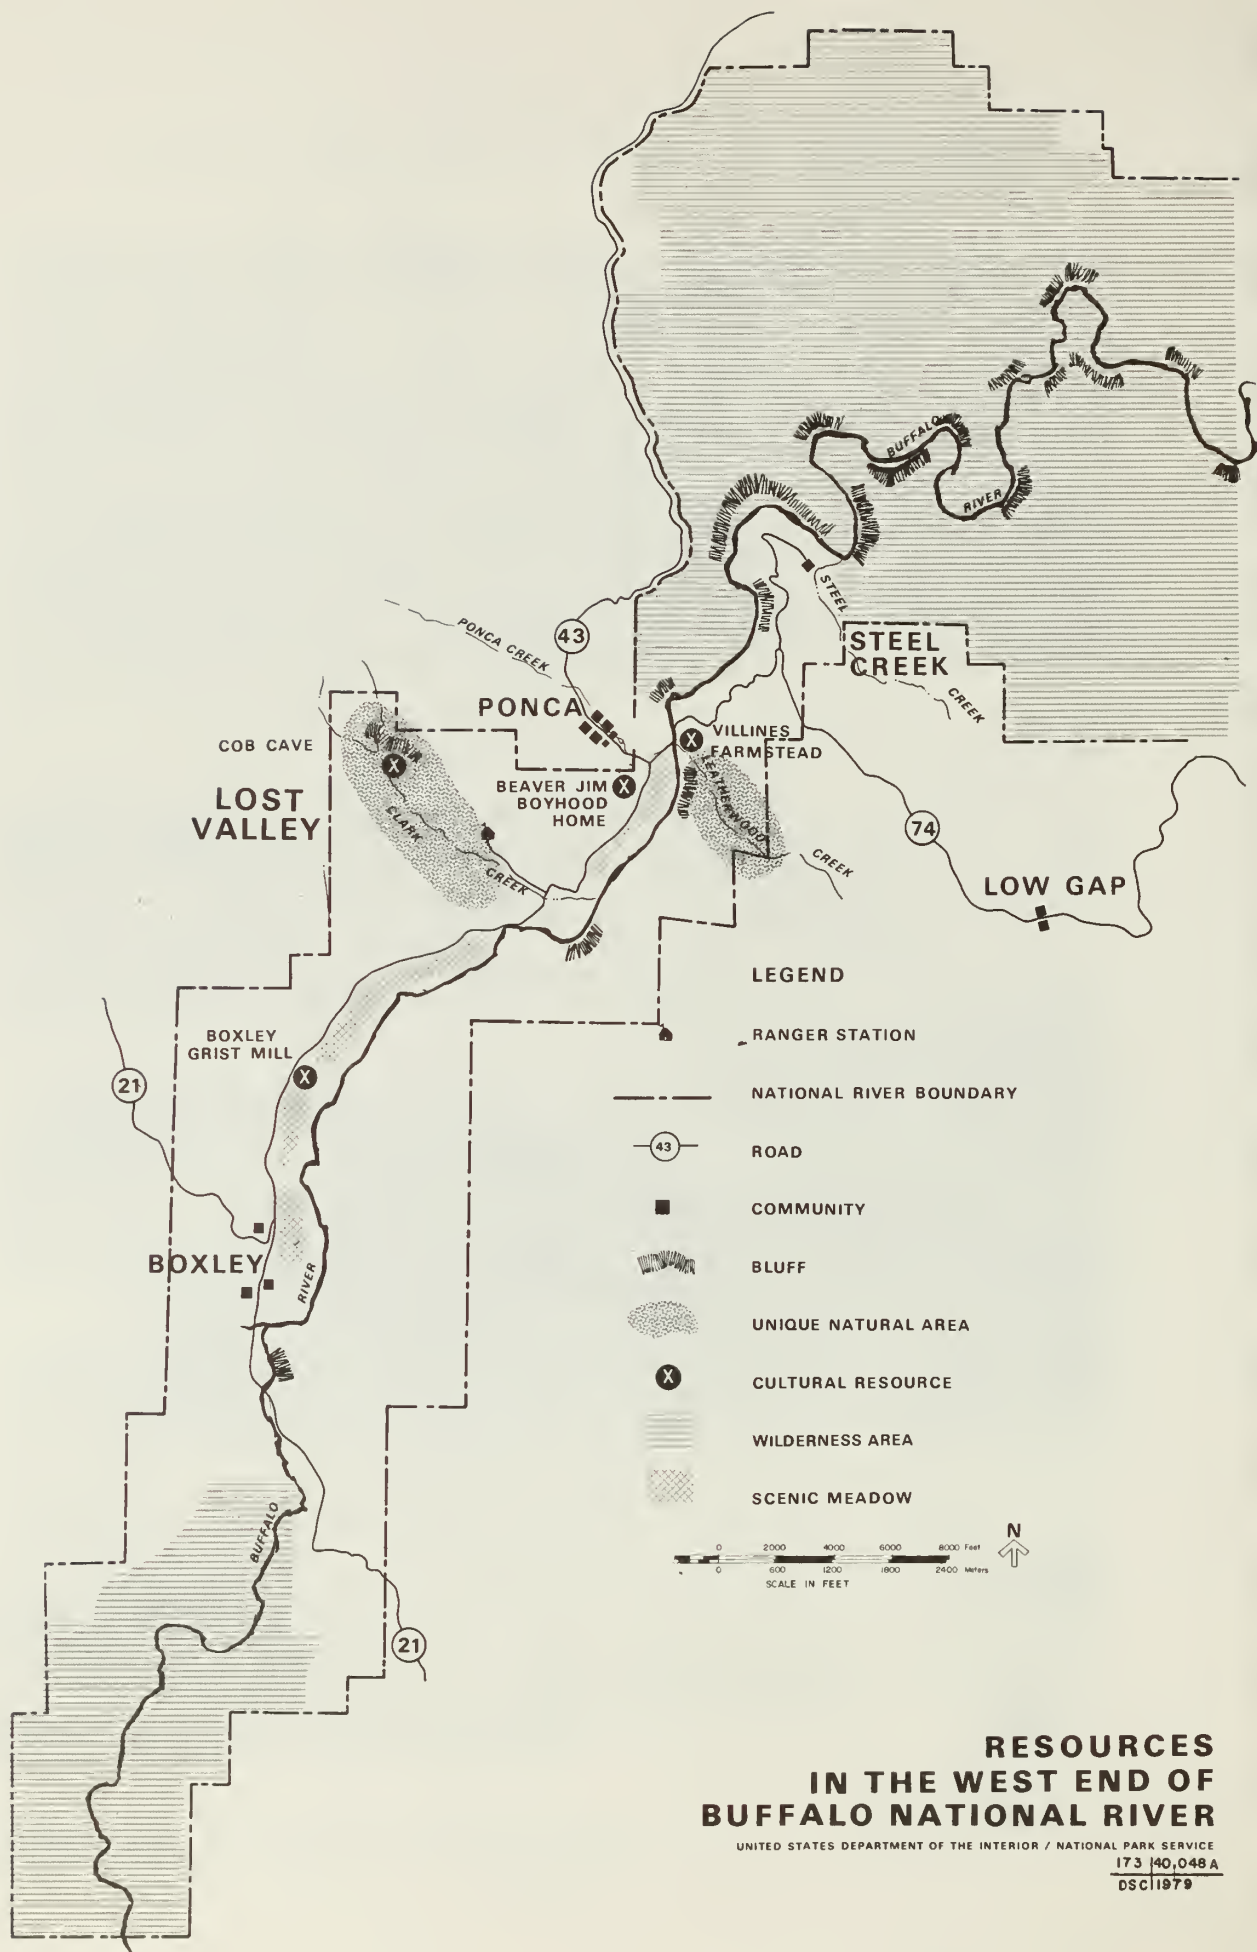 BUFFALO
RIVER
STEEL
PONCA CREEK
43
STEEL
CREEK
CREEK
PONCA
VILLINES
FARMSTEAD
COB CAVE
LOST
VALLEY
BEAVER JIM
BOYHOOD
HOME
LEATHERWOOD
CREEK
CLARK
CREEK
74
LOW GAP
LEGEND
RANGER STATION
NATIONAL RIVER BOUNDARY
43
ROAD
COMMUNITY
BLUFF
UNIQUE NATURAL AREA
X
CULTURAL RESOURCE
WILDERNESS AREA
SCENIC MEADOW
BOXLEY
GRIST MILL
21
BOXLEY
RIVER
BUFFALO
21
X
X
X
X
N
0 2000 4000 6000 8000 Feet
0 600 1200 1800 2400 Meters
SCALE IN FEET
RESOURCES
IN THE WEST END OF
BUFFALO NATIONAL RIVER
UNITED STATES DEPARTMENT OF THE INTERIOR / NATIONAL PARK SERVICE
173 40,048 A
DSC 1979